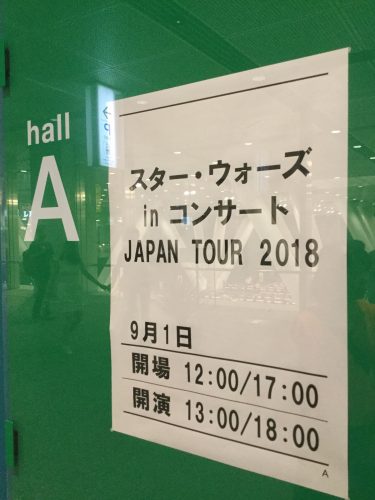 hall
A
スター・ウォーズ
in コンサート
JAPAN TOUR 2018
9月1日
開場 12:00/17:00
開演 13:00/18:00
A